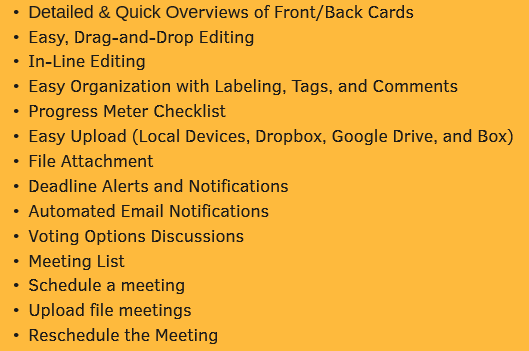 • Detailed & Quick Overviews of Front/Back Cards
• Easy, Drag-and-Drop Editing
• In-Line Editing
• Easy Organization with Labeling, Tags, and Comments
• Progress Meter Checklist
• Easy Upload (Local Devices, Dropbox, Google Drive, and Box)
• File Attachment
• Deadline Alerts and Notifications
• Automated Email Notifications
• Voting Options Discussions
• Meeting List
• Schedule a meeting
• Upload file meetings
• Reschedule the Meeting